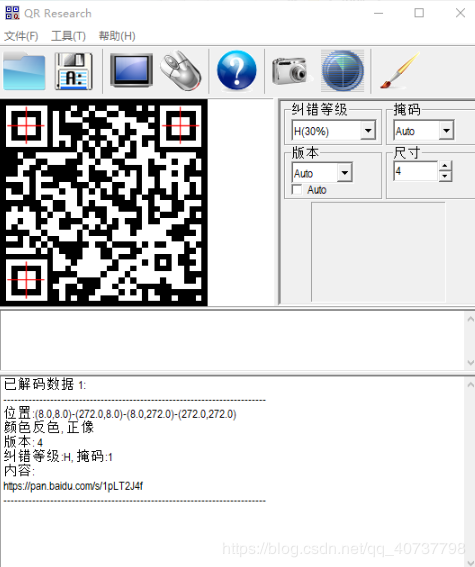 QR Research
文件(F) 工具(T) 帮助(H)
A:
纠错等级 掩码
H(30%) Auto
版本 尺寸
Auto 4
Auto
已解码数据 1:
位置:(8.0,8.0)-(272.0,8.0)-(8.0,272.0)-(272.0,272.0)
颜色反色, 正像
版本: 4
纠错等级:H, 掩码:1
内容:
https://pan.baidu.com/s/1pLT2J4f
https://blog.csdn.net/qq_40737798